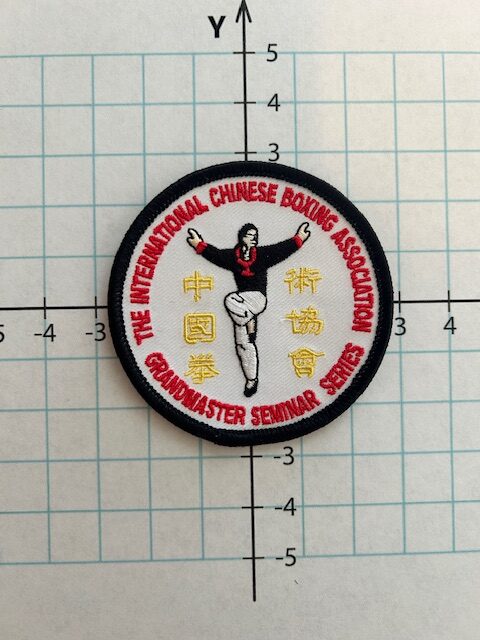 Y
5
4
3
THE INTERNATIONAL CHINESE BOXING ASSOCIATION
中國拳
術協會
GRANDMASTER SEMINAR SERIES
5 -4 -3 3 4
-3
-4
-5